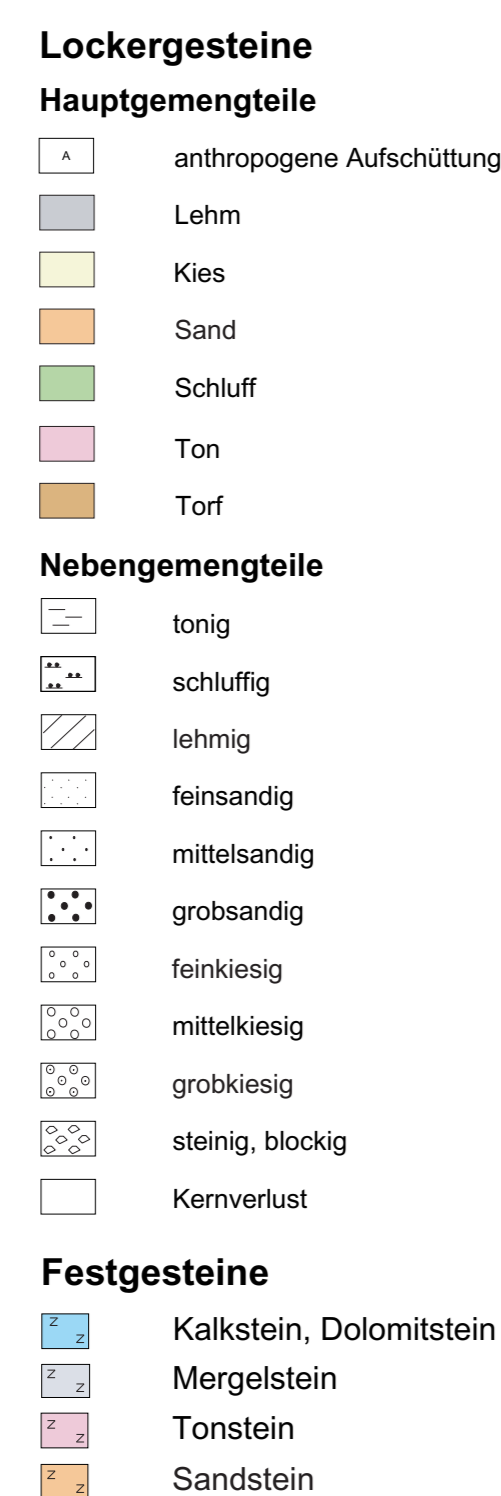 Lockergesteine
Hauptgemengteile
A anthropogene Aufschüttung
Lehm
Kies
Sand
Schluff
Ton
Torf
Nebengemengteile
tonig
schluffig
lehmig
feinsandig
mittelsandig
grobsandig
feinkiesig
mittelkiesig
grobkiesig
steinig, blockig
Kernverlust
Festgesteine
Z Z Kalkstein, Dolomitstein
Z Z Mergelstein
Z Z Tonstein
Z Z Sandstein